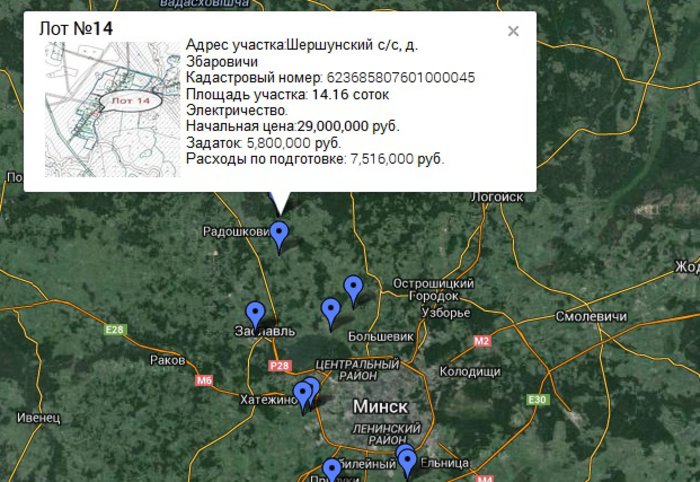 вадасховішча
Лот №14
Адрес участка:Шершунский с/с, д.
Збаровичи
Кадастровый номер: 623685807601000045
Площадь участка: 14.16 соток
Электричество.
Начальная цена:29,000,000 руб.
Задаток: 5,800,000 руб.
Расходы по подготовке: 7,516,000 руб.
Лот 14
По
Логойск
Радошкови
Жод
Острошицкий
Городок
Узборье
Смолевичи
E28
Заславль
Большевик
M2
Раков
P28
ЦЕНТРАЛЬНЫЙ
РАЙОН
Колодищи
M6
Хатежино
E30
Минск
Ивенец
ЛЕНИНСКИЙ
РАЙОН
билейный
Ельница
Прилуки
M4